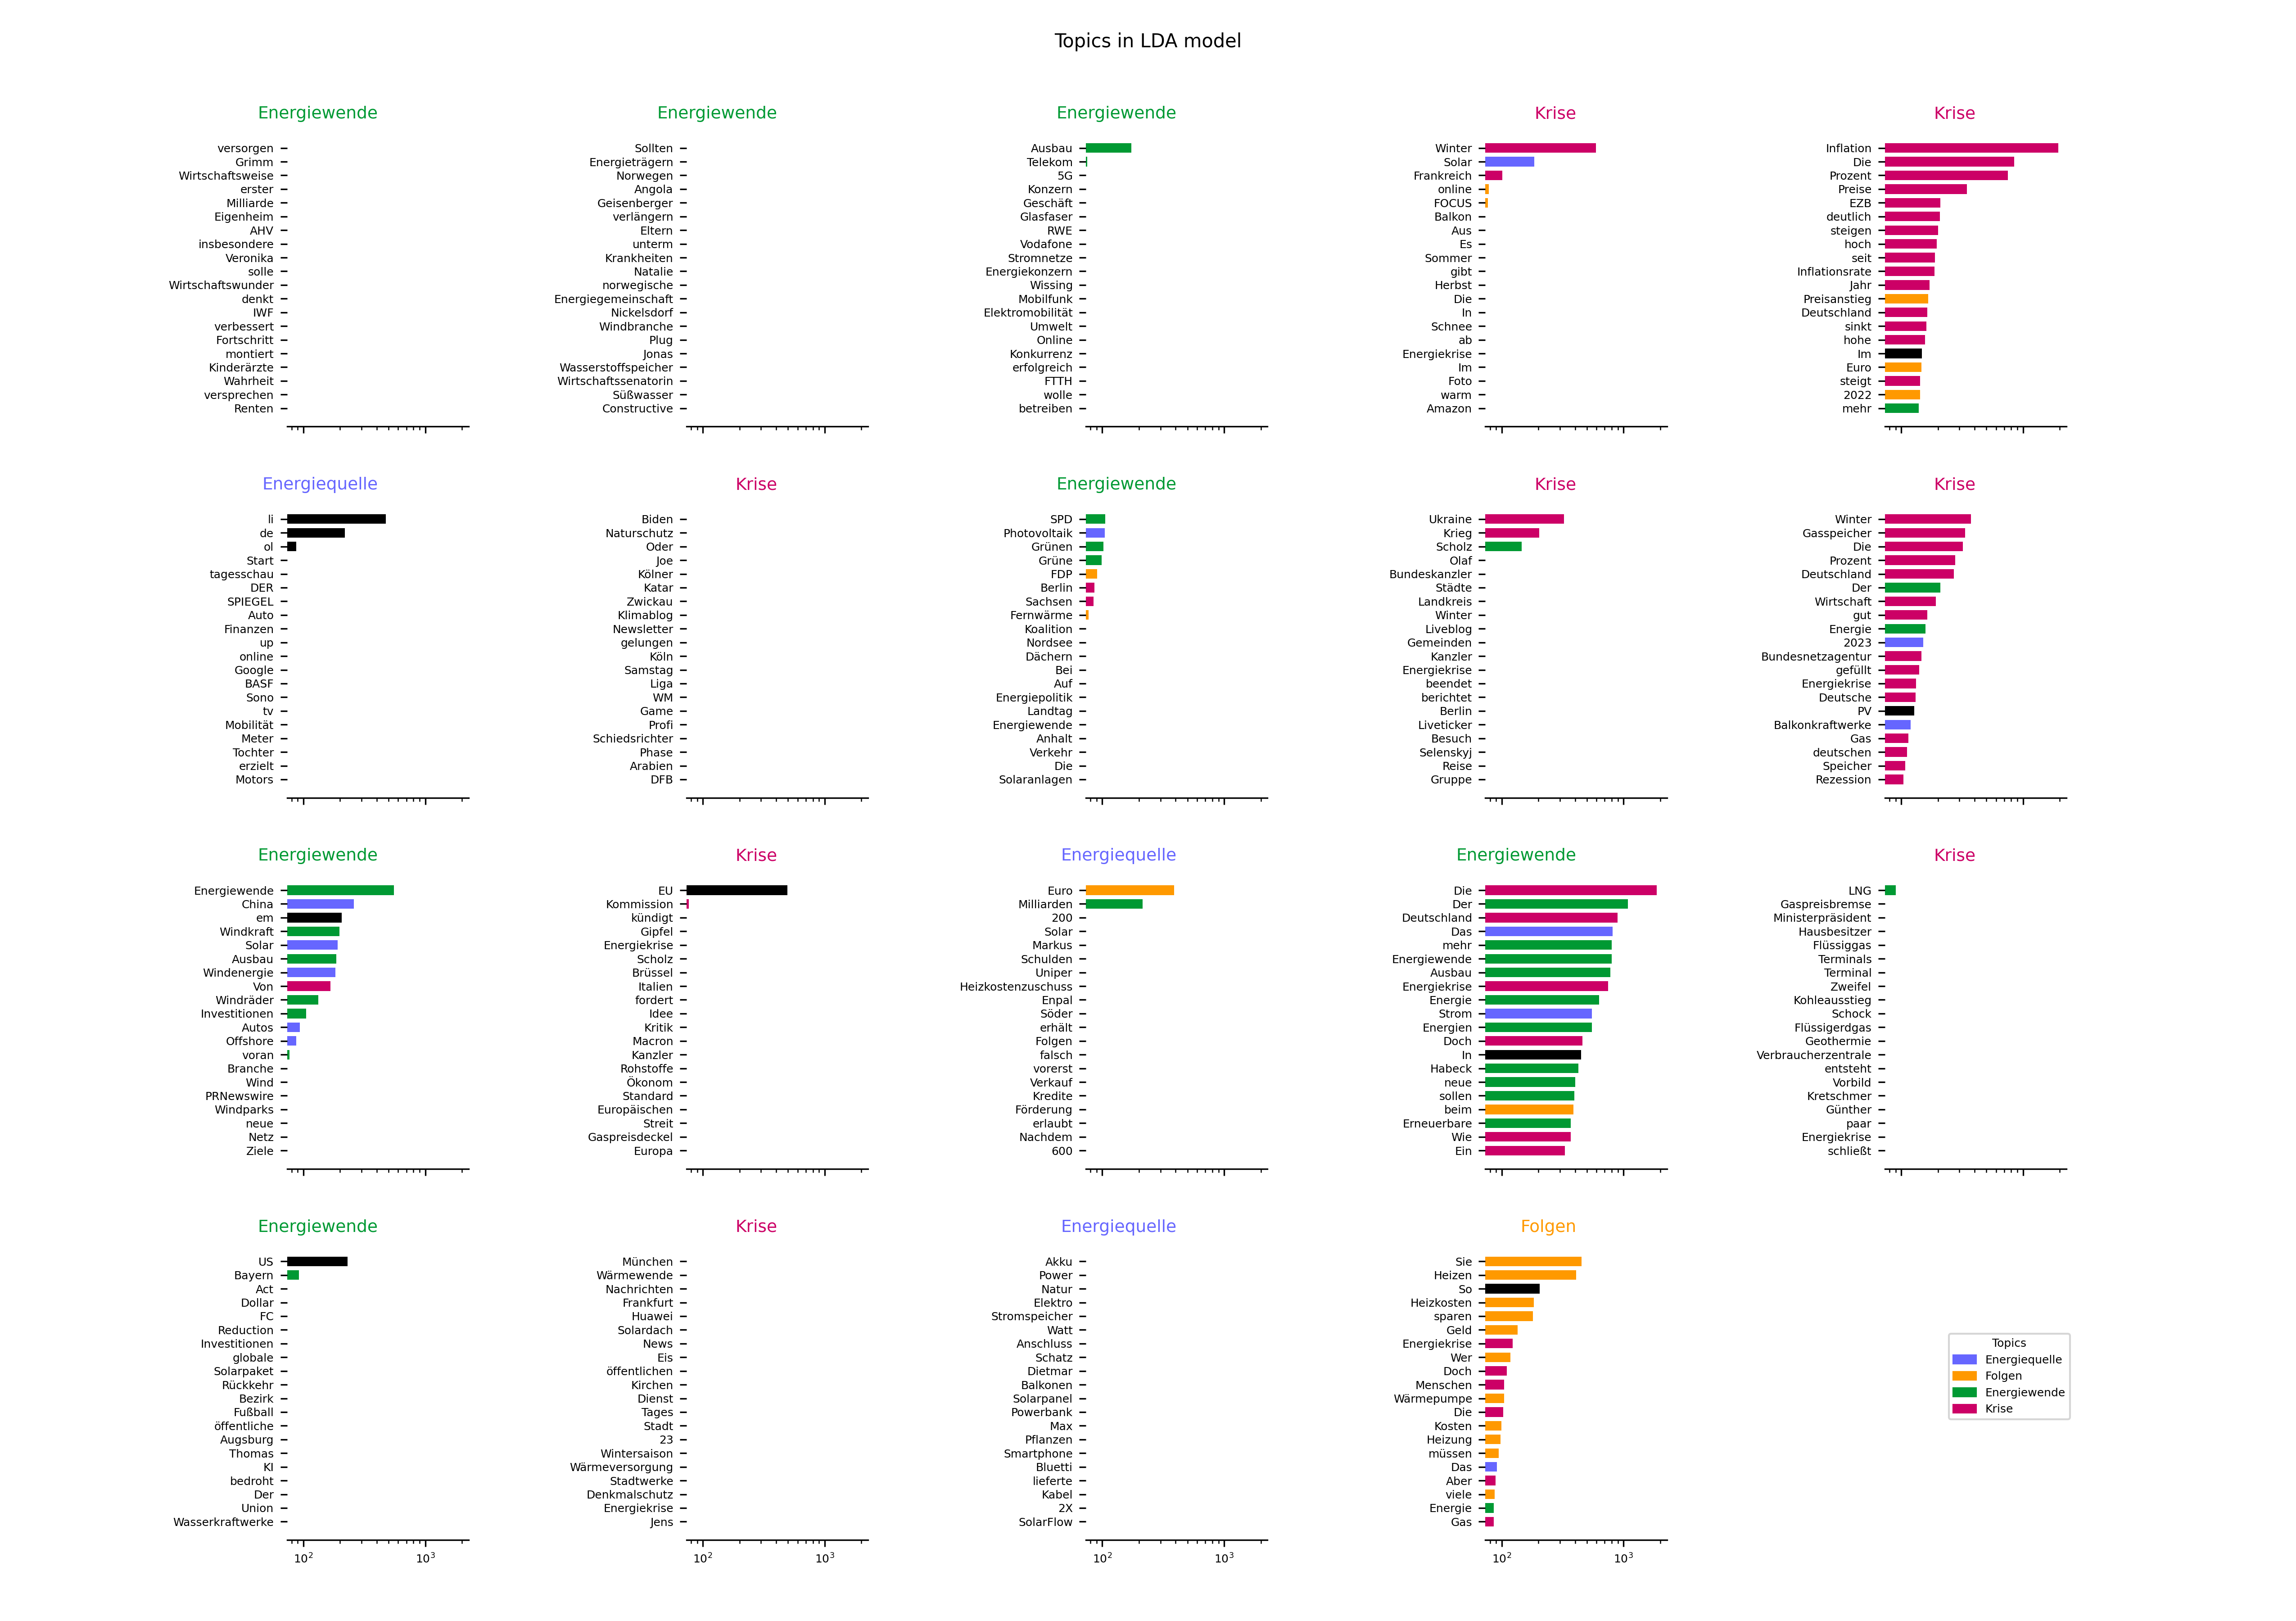 Topics in LDA model
Energiewende
versorgen
Grimm
Wirtschaftsweise
erster
Milliarde
Eigenheim
AHV
insbesondere
Veronika
solle
Wirtschaftswunder
denkt
IWF
verbessert
Fortschritt
montiert
Kinderärzte
Wahrheit
versprechen
Renten
Energiewende
Sollten
Energieträgern
Norwegen
Angola
Geisenberger
verlängern
Eltern
unterm
Krankheiten
Natalie
norwegische
Energiegemeinschaft
Nickelsdorf
Windbranche
Plug
Jonas
Wasserstoffspeicher
Wirtschaftssenatorin
Süßwasser
Constructive
Energiewende
Ausbau
Telekom
5G
Konzern
Geschäft
Glasfaser
RWE
Vodafone
Stromnetze
Energiekonzern
Wissing
Mobilfunk
Elektromobilität
Umwelt
Online
Konkurrenz
erfolgreich
FTTH
wolle
betreiben
Krise
Winter
Solar
Frankreich
online
FOCUS
Balkon
Aus
Es
Sommer
gibt
Herbst
Die
In
Schnee
ab
Energiekrise
Im
Foto
warm
Amazon
Krise
Inflation
Die
Prozent
Preise
EZB
deutlich
steigen
hoch
seit
Inflationsrate
Jahr
Preisanstieg
Deutschland
sinkt
hohe
Im
Euro
steigt
2022
mehr
Energiequelle
li
de
ol
Start
tagesschau
DER
SPIEGEL
Auto
Finanzen
up
online
Google
BASF
Sono
tv
Mobilität
Meter
Tochter
erzielt
Motors
Krise
Biden
Naturschutz
Oder
Joe
Kölner
Katar
Zwickau
Klimablog
Newsletter
gelungen
Köln
Samstag
Liga
WM
Game
Profi
Schiedsrichter
Phase
Arabien
DFB
Energiewende
SPD
Photovoltaik
Grünen
Grüne
FDP
Berlin
Sachsen
Fernwärme
Koalition
Nordsee
Dächern
Bei
Auf
Energiepolitik
Landtag
Energiewende
Anhalt
Verkehr
Die
Solaranlagen
Krise
Ukraine
Krieg
Scholz
Olaf
Bundeskanzler
Städte
Landkreis
Winter
Liveblog
Gemeinden
Kanzler
Energiekrise
beendet
berichtet
Berlin
Liveticker
Besuch
Selenskyj
Reise
Gruppe
Krise
Winter
Gasspeicher
Die
Prozent
Deutschland
Der
Wirtschaft
gut
Energie
2023
Bundesnetzagentur
gefüllt
Energiekrise
Deutsche
PV
Balkonkraftwerke
Gas
deutschen
Speicher
Rezession
Energiewende
Energiewende
China
em
Windkraft
Solar
Ausbau
Windenergie
Von
Windräder
Investitionen
Autos
Offshore
voran
Branche
Wind
PRNewswire
Windparks
neue
Netz
Ziele
Krise
EU
Kommission
kündigt
Gipfel
Energiekrise
Scholz
Brüssel
Italien
fordert
Idee
Kritik
Macron
Kanzler
Rohstoffe
Ökonom
Standard
Europäischen
Streit
Gaspreisdeckel
Europa
Energiequelle
Euro
Milliarden
200
Solar
Markus
Schulden
Uniper
Heizkostenzuschuss
Enpal
Söder
erhält
Folgen
falsch
vorerst
Verkauf
Kredite
Förderung
erlaubt
Nachdem
600
Energiewende
Die
Der
Deutschland
Das
mehr
Energiewende
Ausbau
Energiekrise
Energie
Strom
Energien
Doch
In
Habeck
neue
sollen
beim
Erneuerbare
Wie
Ein
Krise
LNG
Gaspreisbremse
Ministerpräsident
Hausbesitzer
Flüssiggas
Terminals
Terminal
Zweifel
Kohleausstieg
Schock
Flüssigerdgas
Geothermie
Verbraucherzentrale
entsteht
Vorbild
Kretschmer
Günther
paar
Energiekrise
schließt
Energiewende
US
Bayern
Act
Dollar
FC
Reduction
Investitionen
globale
Solarpaket
Rückkehr
Bezirk
Fußball
öffentliche
Augsburg
Thomas
KI
bedroht
Der
Union
Wasserkraftwerke
10^2 10^3
Krise
München
Wärmewende
Nachrichten
Frankfurt
Huawei
Solardach
News
Eis
öffentlichen
Kirchen
Dienst
Tages
Stadt
23
Wintersaison
Wärmeversorgung
Stadtwerke
Denkmalschutz
Energiekrise
Jens
10^2 10^3
Energiequelle
Akku
Power
Natur
Elektro
Stromspeicher
Watt
Anschluss
Schatz
Dietmar
Balkonen
Solarpanel
Powerbank
Max
Pflanzen
Smartphone
Bluetti
lieferte
Kabel
2X
SolarFlow
10^2 10^3
Folgen
Sie
Heizen
So
Heizkosten
sparen
Geld
Energiekrise
Wer
Doch
Menschen
Wärmepumpe
Die
Kosten
Heizung
müssen
Das
Aber
viele
Energie
Gas
10^2 10^3
Topics
Energiequelle
Folgen
Energiewende
Krise